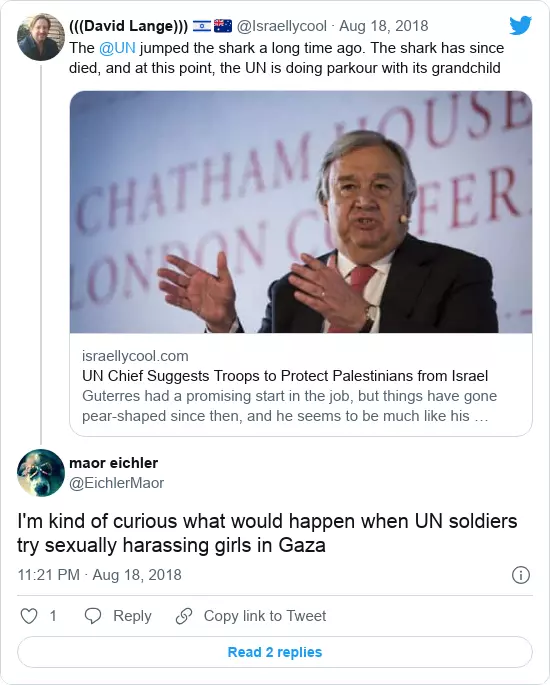 (((David Lange))) 🇮🇱🇦🇺 @Israellycool · Aug 18, 2018
The @UN jumped the shark a long time ago. The shark has since
died, and at this point, the UN is doing parkour with its grandchild
CHATHAM HOUSE
LONDON CONFER
israellycool.com
UN Chief Suggests Troops to Protect Palestinians from Israel
Guterres had a promising start in the job, but things have gone
pear-shaped since then, and he seems to be much like his …
maor eichler
@EichlerMaor
I'm kind of curious what would happen when UN soldiers
try sexually harassing girls in Gaza
11:21 PM · Aug 18, 2018
1 Reply Copy link to Tweet
Read 2 replies